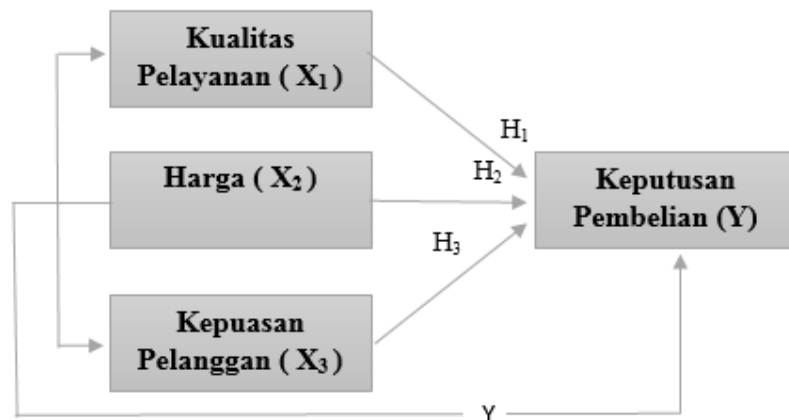 Kualitas
Pelayanan ( X₁ )
H₁
Harga ( X₂ )
H₂
Keputusan
Pembelian (Y)
H₃
Kepuasan
Pelanggan ( X₃ )
Y